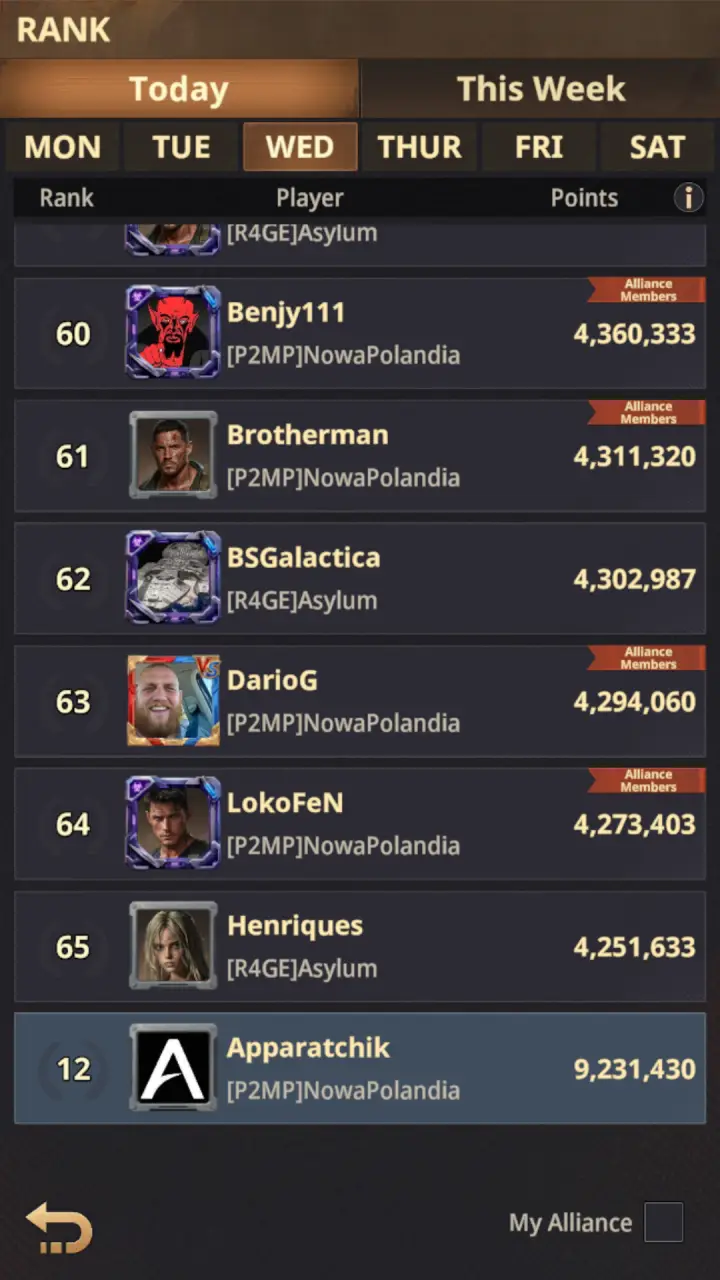 RANK
Today
This Week
MON
TUE
WED
THUR
FRI
SAT
Rank
Player
Points
i
[R4GE]Asylum
60
Benjy111
[P2MP]NowaPolandia
Alliance
Members
4,360,333
61
Brotherman
[P2MP]NowaPolandia
Alliance
Members
4,311,320
62
BSGalactica
[R4GE]Asylum
4,302,987
63
VS
DarioG
[P2MP]NowaPolandia
Alliance
Members
4,294,060
64
LokoFeN
[P2MP]NowaPolandia
Alliance
Members
4,273,403
65
Henriques
[R4GE]Asylum
4,251,633
12
A
Apparatchik
[P2MP]NowaPolandia
9,231,430
My Alliance